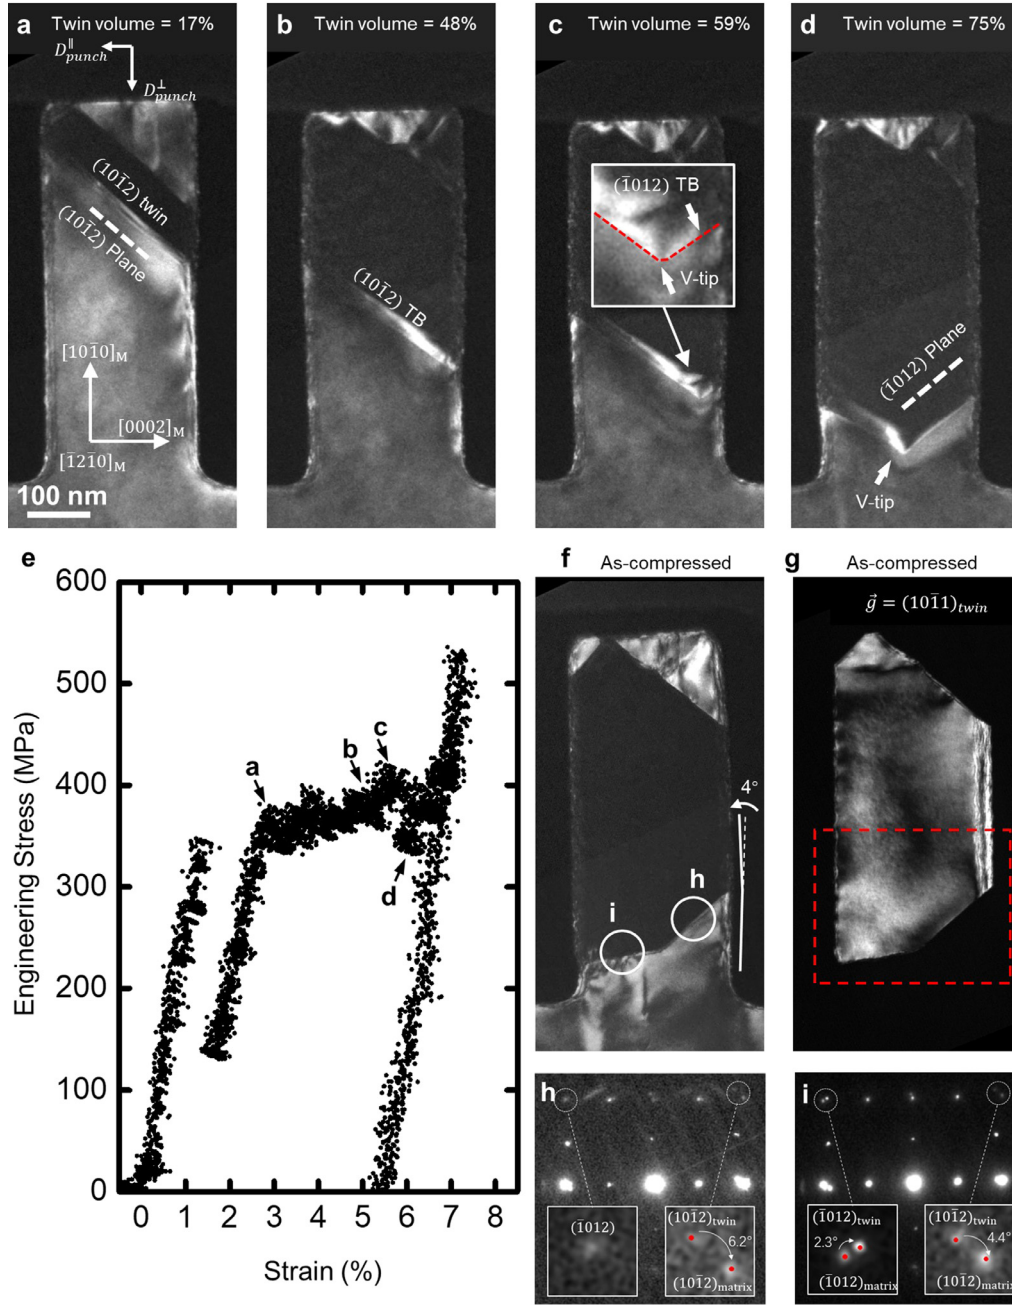 a
Twin volume = 17%
D∥punch
D⊥punch
(101̄2) twin
(101̄2) Plane
[101̄0]M
[0002]M
[1̄21̄0]M
100 nm
b
Twin volume = 48%
(101̄2) TB
c
Twin volume = 59%
(1̄012) TB
V-tip
d
Twin volume = 75%
(1̄012) Plane
V-tip
e
600
500
400
300
200
100
0
Engineering Stress (MPa)
a
b
c
d
0 1 2 3 4 5 6 7 8
Strain (%)
f
As-compressed
4°
h
i
g
As-compressed
g⃗ = (101̄1)twin
h
(1̄012)
(101̄2)twin
6.2°
(101̄2)matrix
i
(1̄012)twin
2.3°
(1̄012)matrix
(101̄2)twin
4.4°
(101̄2)matrix